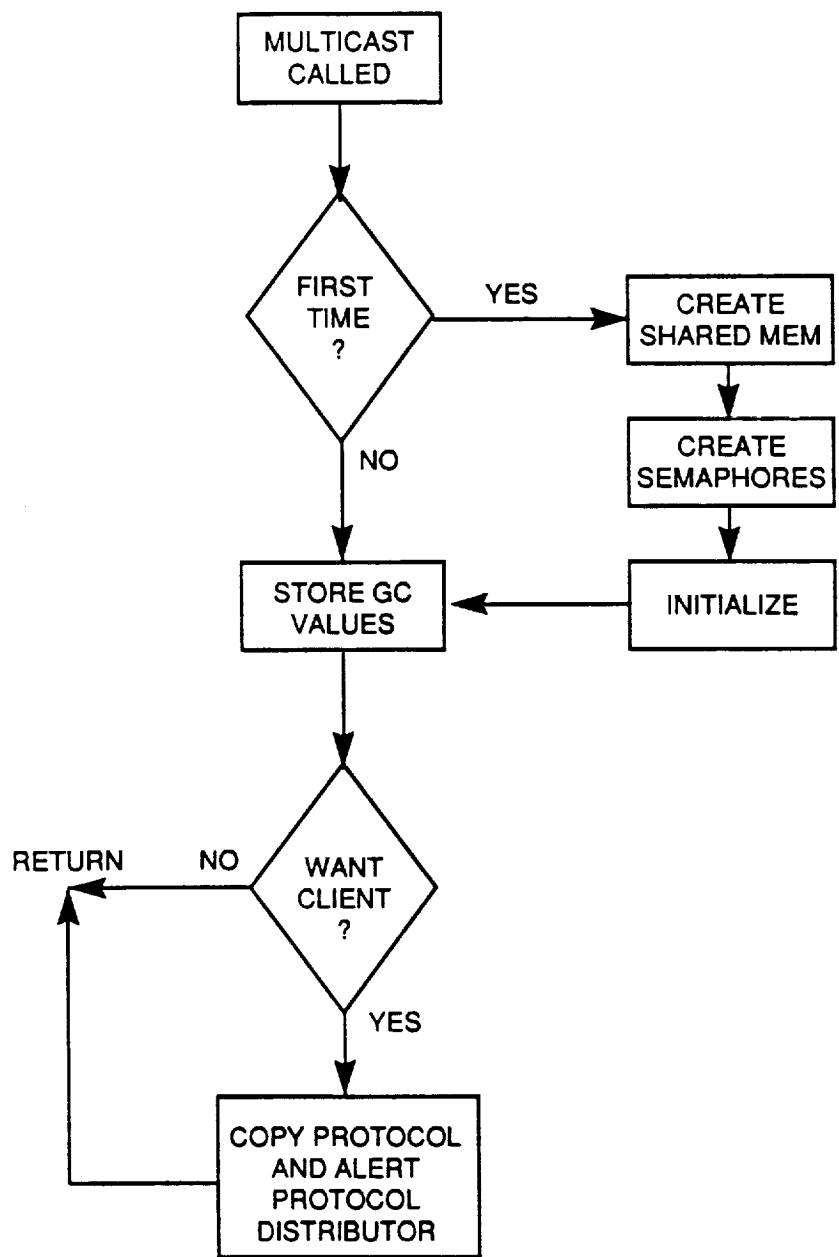 MULTICAST
CALLED
FIRST
TIME
?
YES
CREATE
SHARED MEM
NO
CREATE
SEMAPHORES
STORE GC
VALUES
INITIALIZE
RETURN
NO
WANT
CLIENT
?
YES
COPY PROTOCOL
AND ALERT
PROTOCOL
DISTRIBUTOR